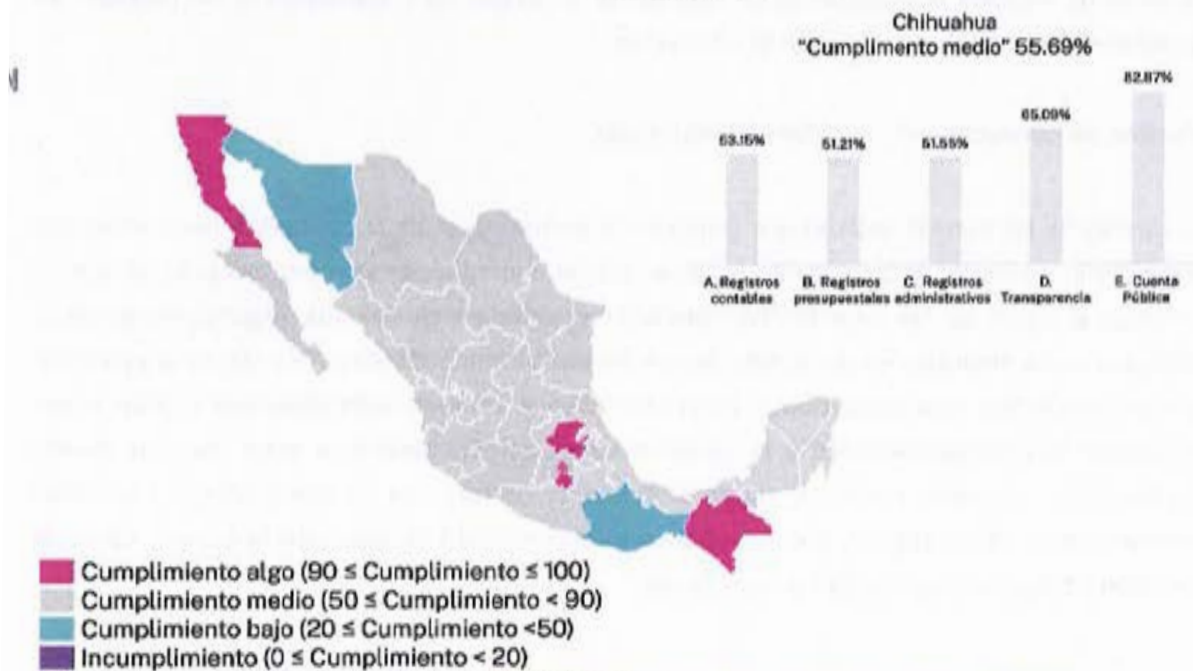 Chihuahua
"Cumplimento medio" 55.69%
82.87%
65.09%
53.15%
51.21%
51.55%
A. Registros contables
B. Registros presupuestales
C. Registros administrativos
D. Transparencia
E. Cuenta Pública
Cumplimiento algo (90 ≤ Cumplimiento ≤ 100)
Cumplimiento medio (50 ≤ Cumplimiento < 90)
Cumplimiento bajo (20 ≤ Cumplimiento <50)
Incumplimiento (0 ≤ Cumplimiento < 20)